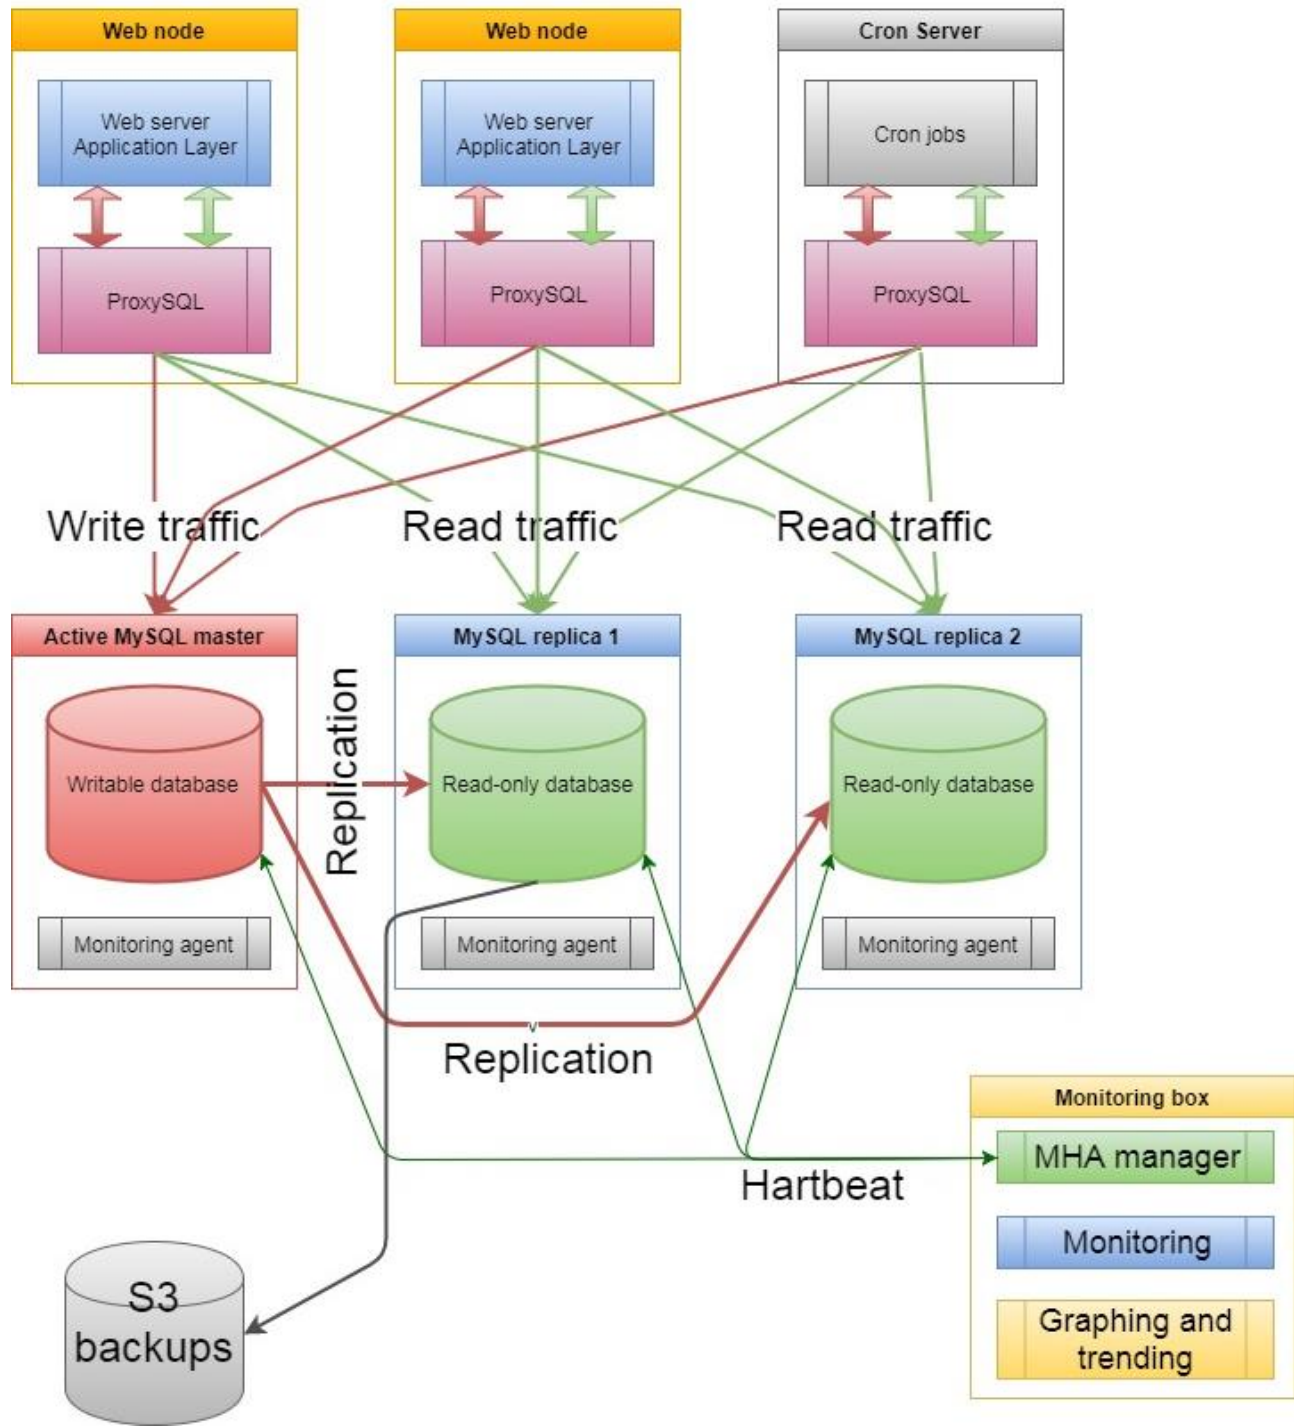 Web node
Web node
Cron Server
Web server
Application Layer
Web server
Application Layer
Cron jobs
ProxySQL
ProxySQL
ProxySQL
Write traffic
Read traffic
Read traffic
Active MySQL master
MySQL replica 1
MySQL replica 2
Replication
Writable database
Read-only database
Read-only database
Monitoring agent
Monitoring agent
Monitoring agent
Replication
Monitoring box
MHA manager
Hartbeat
Monitoring
S3
backups
Graphing and
trending